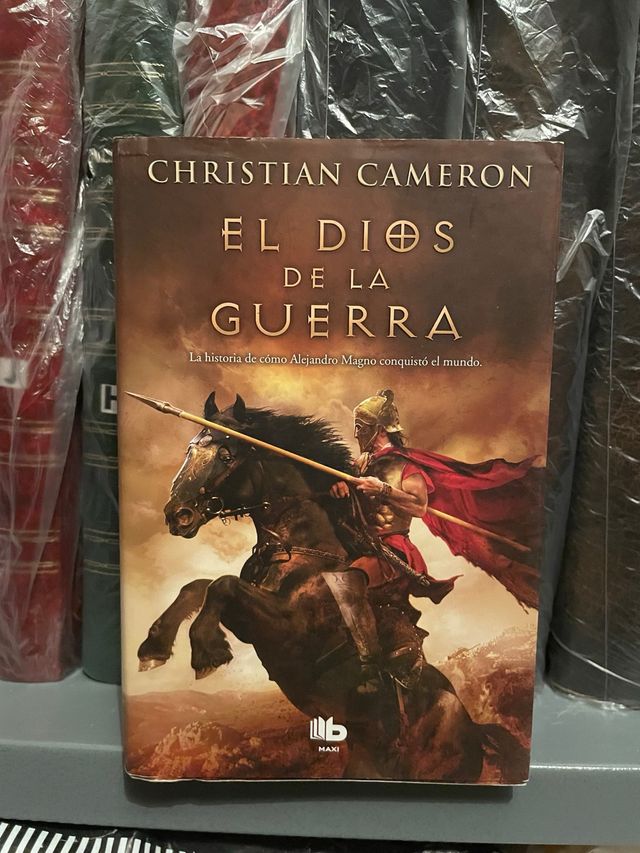 CHRISTIAN CAMERON
EL DIOS
DE LA
GUERRA
La historia de cómo Alejandro Magno conquistó el mundo.
b
MAXI
J